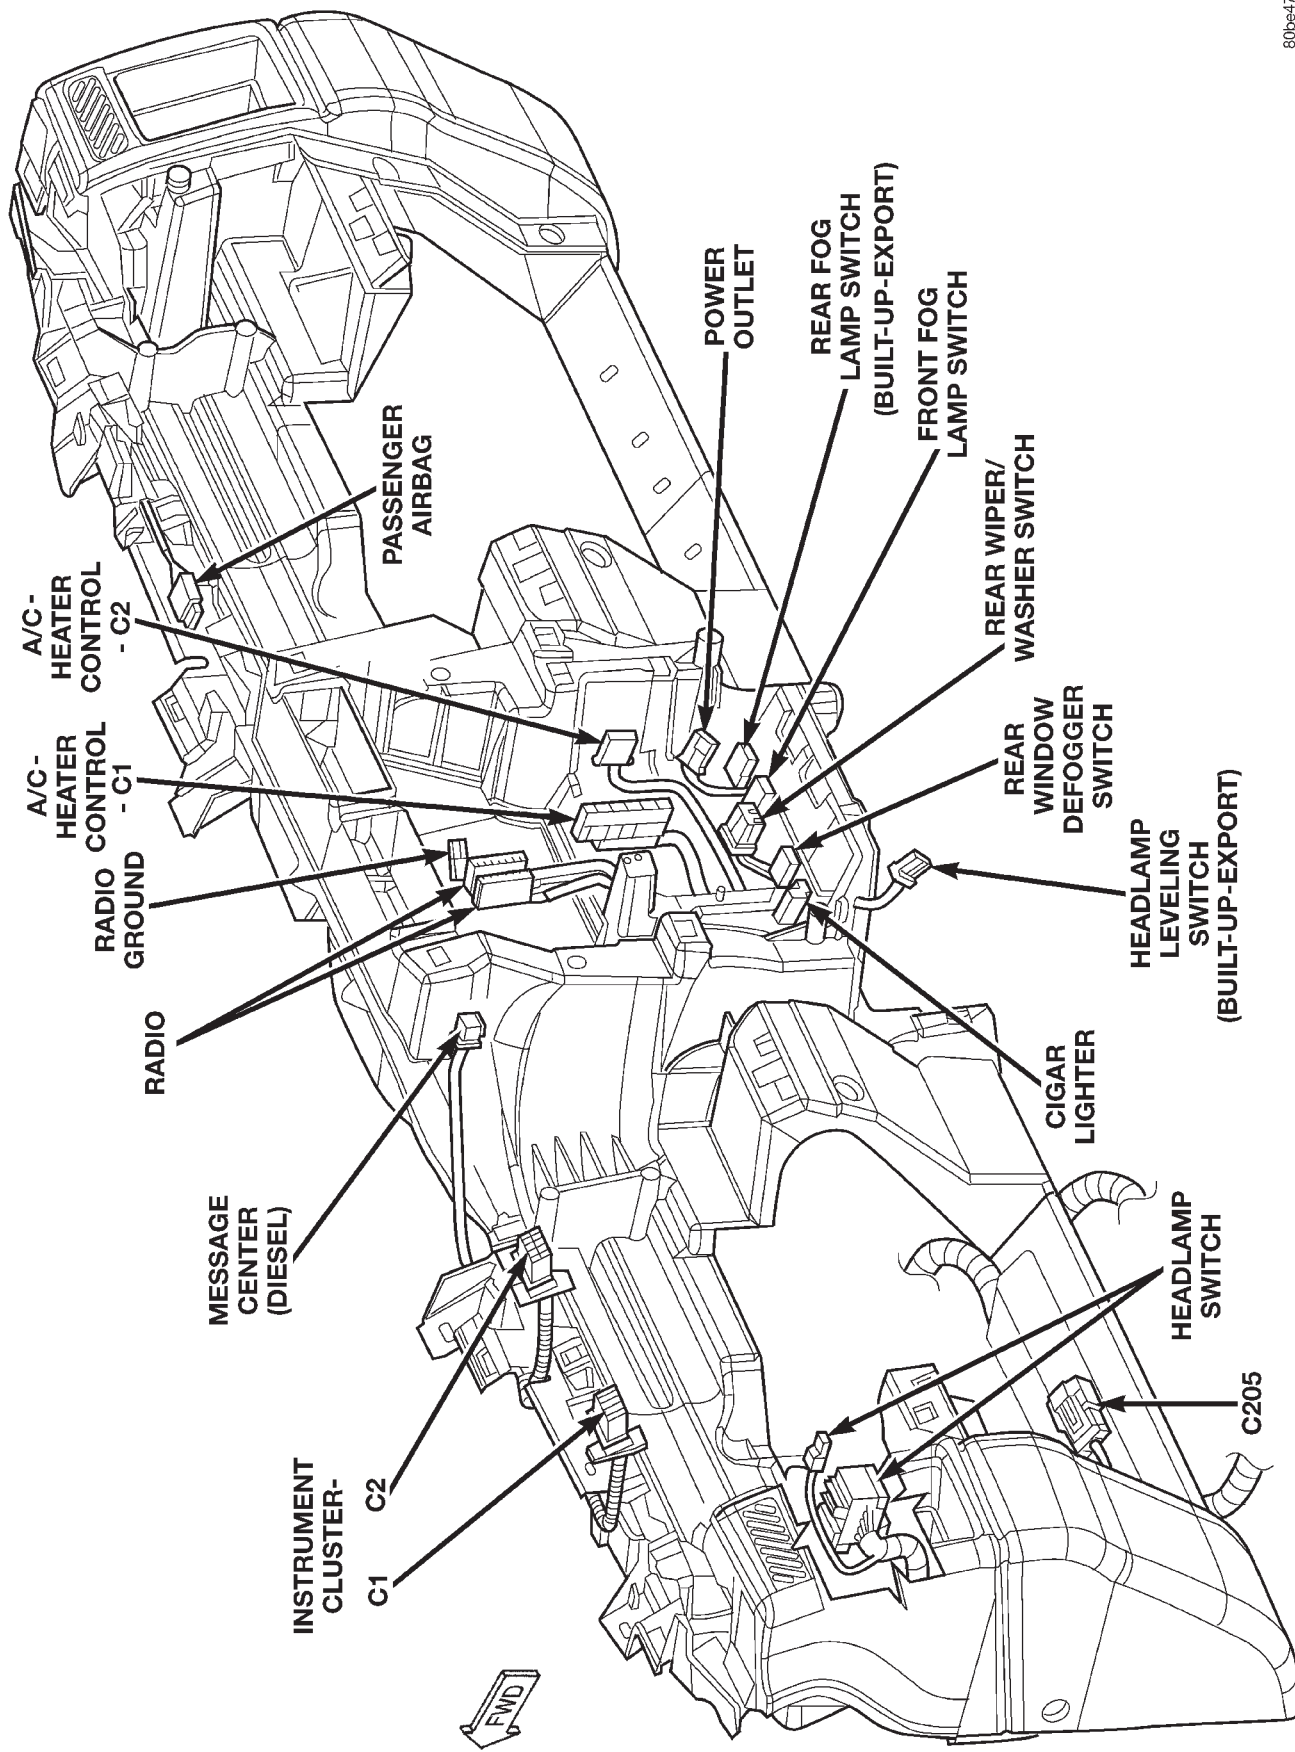 INSTRUMENT
CLUSTER-
C1
C2
MESSAGE
CENTER
(DIESEL)
RADIO
RADIO
GROUND
A/C-
HEATER
CONTROL
- C1
A/C -
HEATER
CONTROL
- C2
PASSENGER
AIRBAG
FWD
C205
HEADLAMP
SWITCH
CIGAR
LIGHTER
HEADLAMP
LEVELING
SWITCH
(BUILT-UP-EXPORT)
REAR
WINDOW
DEFOGGER
SWITCH
REAR WIPER/
WASHER SWITCH
FRONT FOG
LAMP SWITCH
REAR FOG
LAMP SWITCH
(BUILT-UP-EXPORT)
POWER
OUTLET